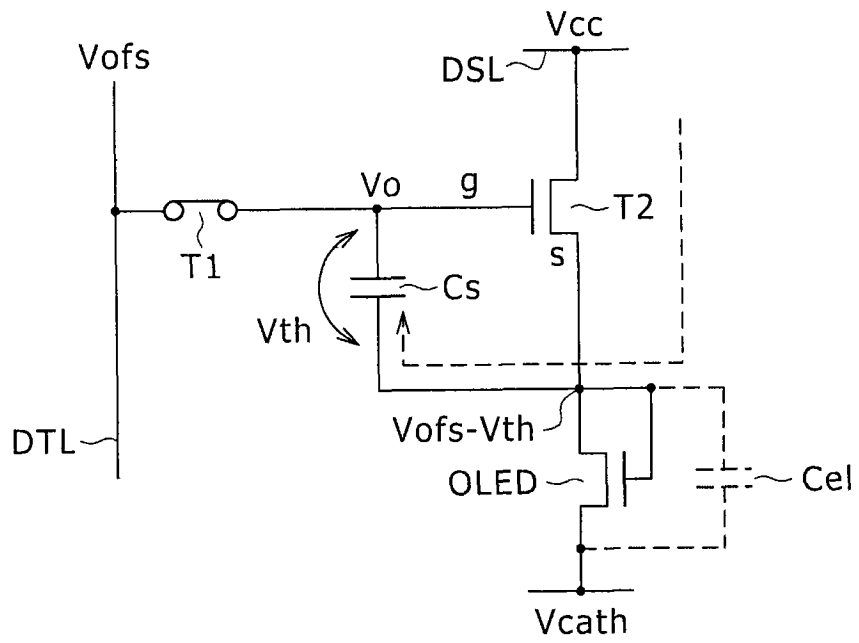 Vcc
Vofs
DSL
Vo
g
T2
T1
s
Cs
Vth
Vofs-Vth
DTL
OLED
Cel
Vcath